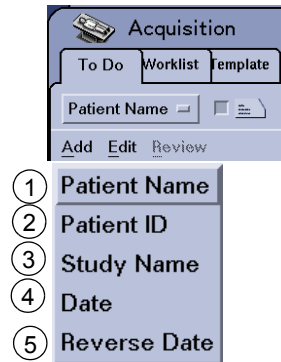 Acquisition
To Do Worklist Template
Patient Name
Add Edit Review
1 Patient Name
2 Patient ID
3 Study Name
4 Date
5 Reverse Date